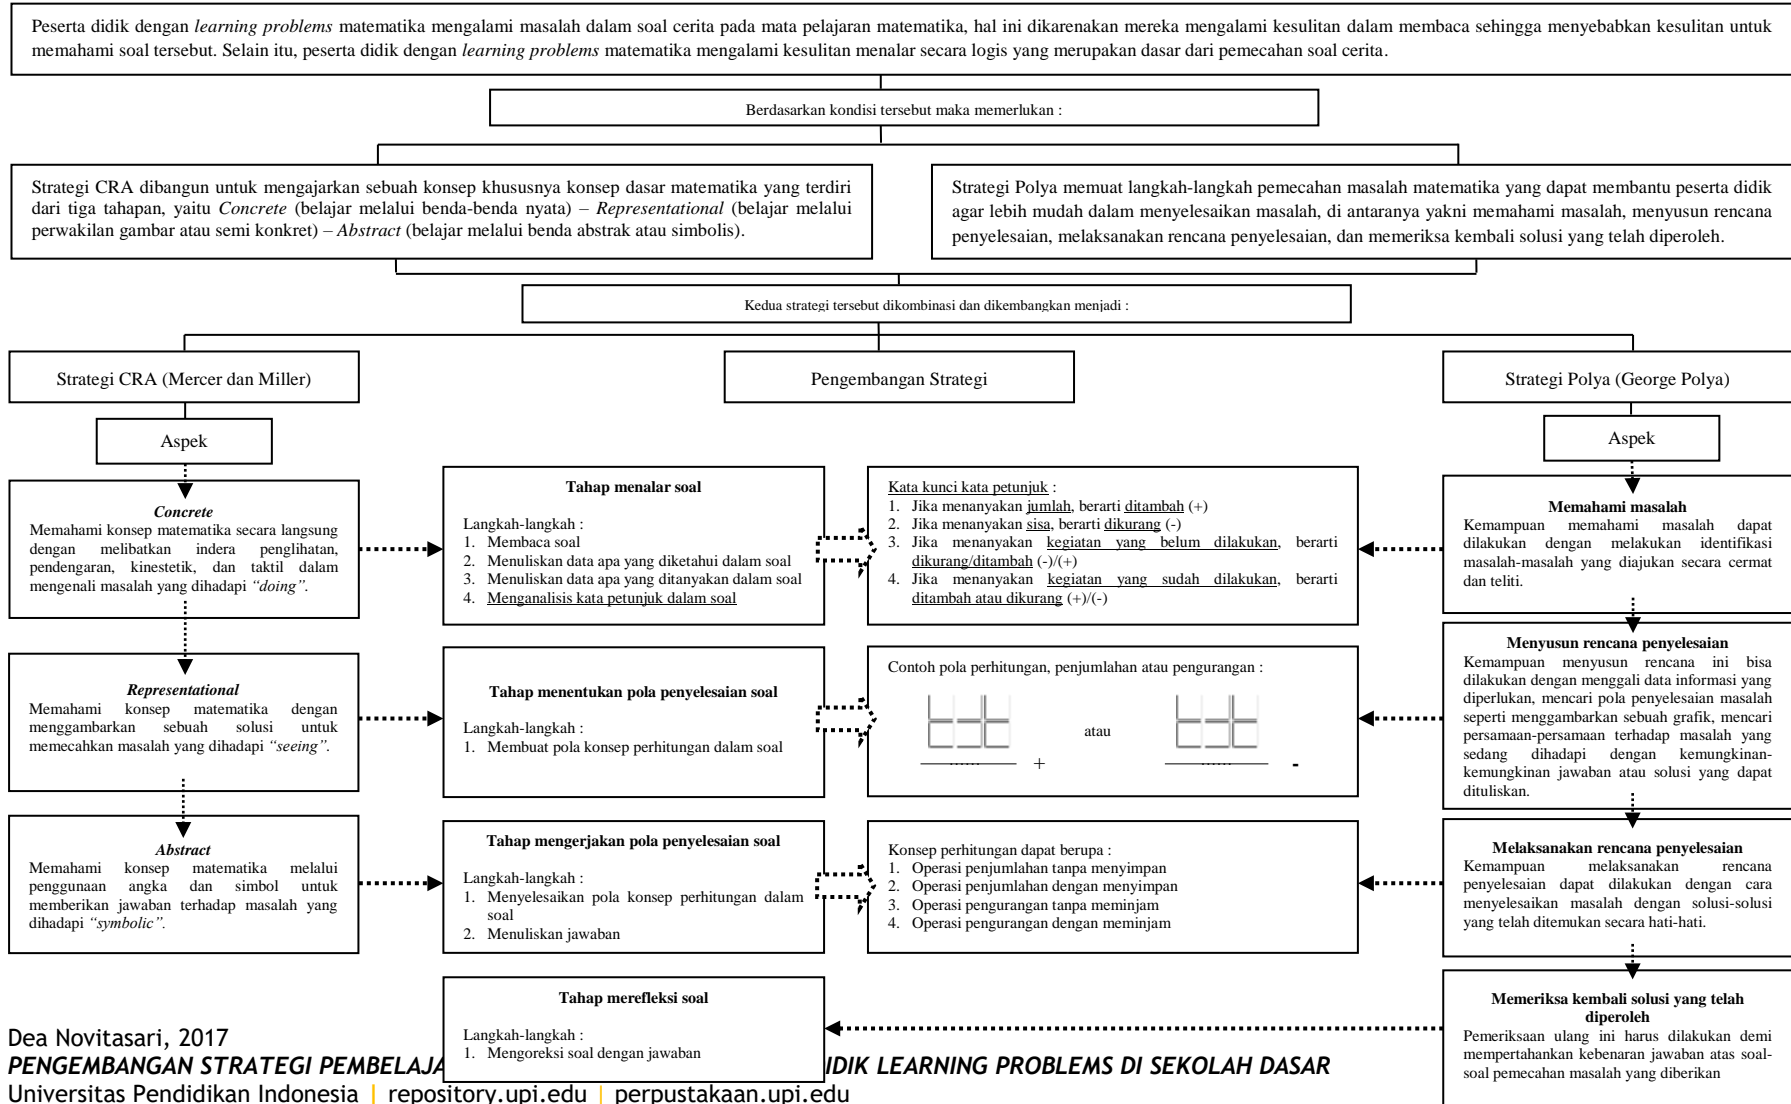 Peserta didik dengan learning problems matematika mengalami masalah dalam soal cerita pada mata pelajaran matematika, hal ini dikarenakan mereka mengalami kesulitan dalam membaca sehingga menyebabkan kesulitan untuk
memahami soal tersebut. Selain itu, peserta didik dengan learning problems matematika mengalami kesulitan menalar secara logis yang merupakan dasar dari pemecahan soal cerita.
Berdasarkan kondisi tersebut maka memerlukan :
Strategi CRA dibangun untuk mengajarkan sebuah konsep khususnya konsep dasar matematika yang terdiri
dari tiga tahapan, yaitu Concrete (belajar melalui benda-benda nyata) – Representational (belajar melalui
perwakilan gambar atau semi konkret) – Abstract (belajar melalui benda abstrak atau simbolis).
Strategi Polya memuat langkah-langkah pemecahan masalah matematika yang dapat membantu peserta didik
agar lebih mudah dalam menyelesaikan masalah, di antaranya yakni memahami masalah, menyusun rencana
penyelesaian, melaksanakan rencana penyelesaian, dan memeriksa kembali solusi yang telah diperoleh.
Kedua strategi tersebut dikombinasi dan dikembangkan menjadi :
Strategi CRA (Mercer dan Miller)
Pengembangan Strategi
Strategi Polya (George Polya)
Aspek
Aspek
Concrete
Memahami konsep matematika secara langsung
dengan melibatkan indera penglihatan,
pendengaran, kinestetik, dan taktil dalam
mengenali masalah yang dihadapi “doing”.
Tahap menalar soal
Langkah-langkah :
1. Membaca soal
2. Menuliskan data apa yang diketahui dalam soal
3. Menuliskan data apa yang ditanyakan dalam soal
4. Menganalisis kata petunjuk dalam soal
Kata kunci kata petunjuk :
1. Jika menanyakan jumlah, berarti ditambah (+)
2. Jika menanyakan sisa, berarti dikurang (-)
3. Jika menanyakan kegiatan yang belum dilakukan, berarti
dikurang/ditambah (-)/(+)
4. Jika menanyakan kegiatan yang sudah dilakukan, berarti
ditambah atau dikurang (+)/(-)
Memahami masalah
Kemampuan memahami masalah dapat
dilakukan dengan melakukan identifikasi
masalah-masalah yang diajukan secara cermat
dan teliti.
Representational
Memahami konsep matematika dengan
menggambarkan sebuah solusi untuk
memecahkan masalah yang dihadapi “seeing”.
Tahap menentukan pola penyelesaian soal
Langkah-langkah :
1. Membuat pola konsep perhitungan dalam soal
Contoh pola perhitungan, penjumlahan atau pengurangan :
atau
...... +
...... -
Menyusun rencana penyelesaian
Kemampuan menyusun rencana ini bisa
dilakukan dengan menggali data informasi yang
diperlukan, mencari pola penyelesaian masalah
seperti menggambarkan sebuah grafik, mencari
persamaan-persamaan terhadap masalah yang
sedang dihadapi dengan kemungkinan-
kemungkinan jawaban atau solusi yang dapat
dituliskan.
Abstract
Memahami konsep matematika melalui
penggunaan angka dan simbol untuk
memberikan jawaban terhadap masalah yang
dihadapi “symbolic”.
Tahap mengerjakan pola penyelesaian soal
Langkah-langkah :
1. Menyelesaikan pola konsep perhitungan dalam
soal
2. Menuliskan jawaban
Konsep perhitungan dapat berupa :
1. Operasi penjumlahan tanpa menyimpan
2. Operasi penjumlahan dengan menyimpan
3. Operasi pengurangan tanpa meminjam
4. Operasi pengurangan dengan meminjam
Melaksanakan rencana penyelesaian
Kemampuan melaksanakan rencana
penyelesaian dapat dilakukan dengan cara
menyelesaikan masalah dengan solusi-solusi
yang telah ditemukan secara hati-hati.
Tahap merefleksi soal
Langkah-langkah :
1. Mengoreksi soal dengan jawaban
Memeriksa kembali solusi yang telah
diperoleh
Pemeriksaan ulang ini harus dilakukan demi
mempertahankan kebenaran jawaban atas soal-
soal pemecahan masalah yang diberikan
Dea Novitasari, 2017
PENGEMBANGAN STRATEGI PEMBELAJA IDIK LEARNING PROBLEMS DI SEKOLAH DASAR
Universitas Pendidikan Indonesia | repository.upi.edu | perpustakaan.upi.edu